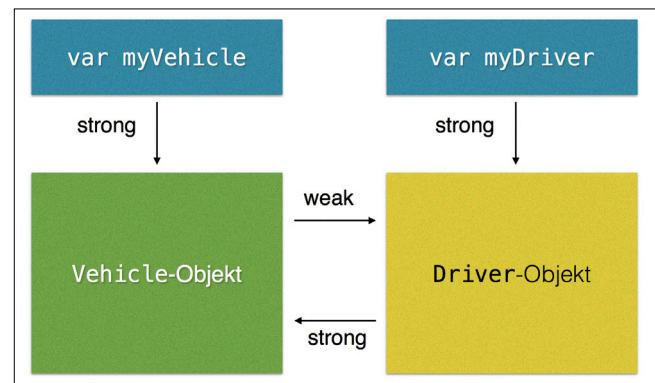 var myVehicle
var myDriver
strong
strong
weak
Vehicle-Objekt
Driver-Objekt
strong